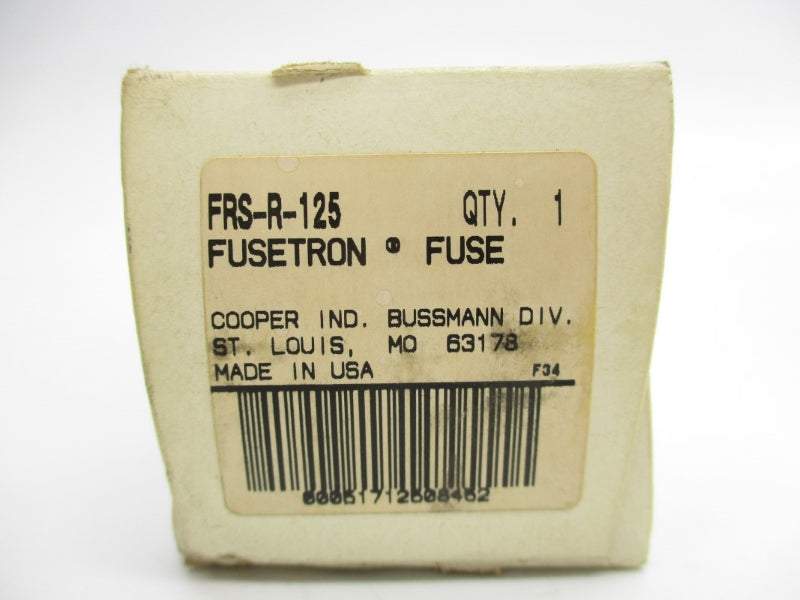 FRS-R-125 QTY. 1
FUSETRON ® FUSE
COOPER IND. BUSSMANN DIV.
ST. LOUIS, MO 63178
MADE IN USA F34